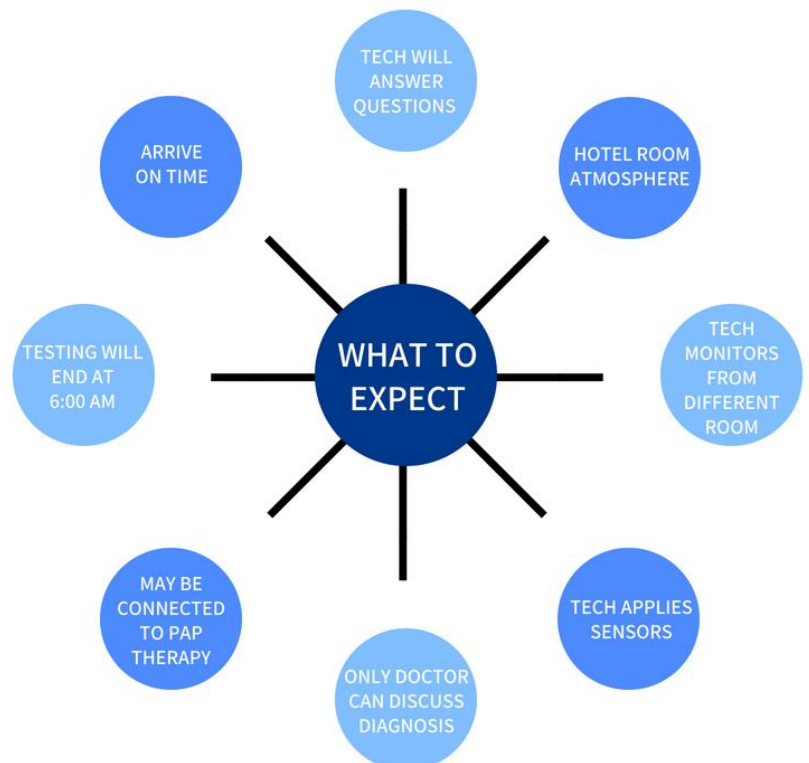 TECH WILL
ANSWER
QUESTIONS
ARRIVE
ON TIME
HOTEL ROOM
ATMOSPHERE
WHAT TO
EXPECT
TESTING WILL
END AT
6:00 AM
TECH
MONITORS
FROM
DIFFERENT
ROOM
MAY BE
CONNECTED
TO PAP
THERAPY
TECH APPLIES
SENSORS
ONLY DOCTOR
CAN DISCUSS
DIAGNOSIS